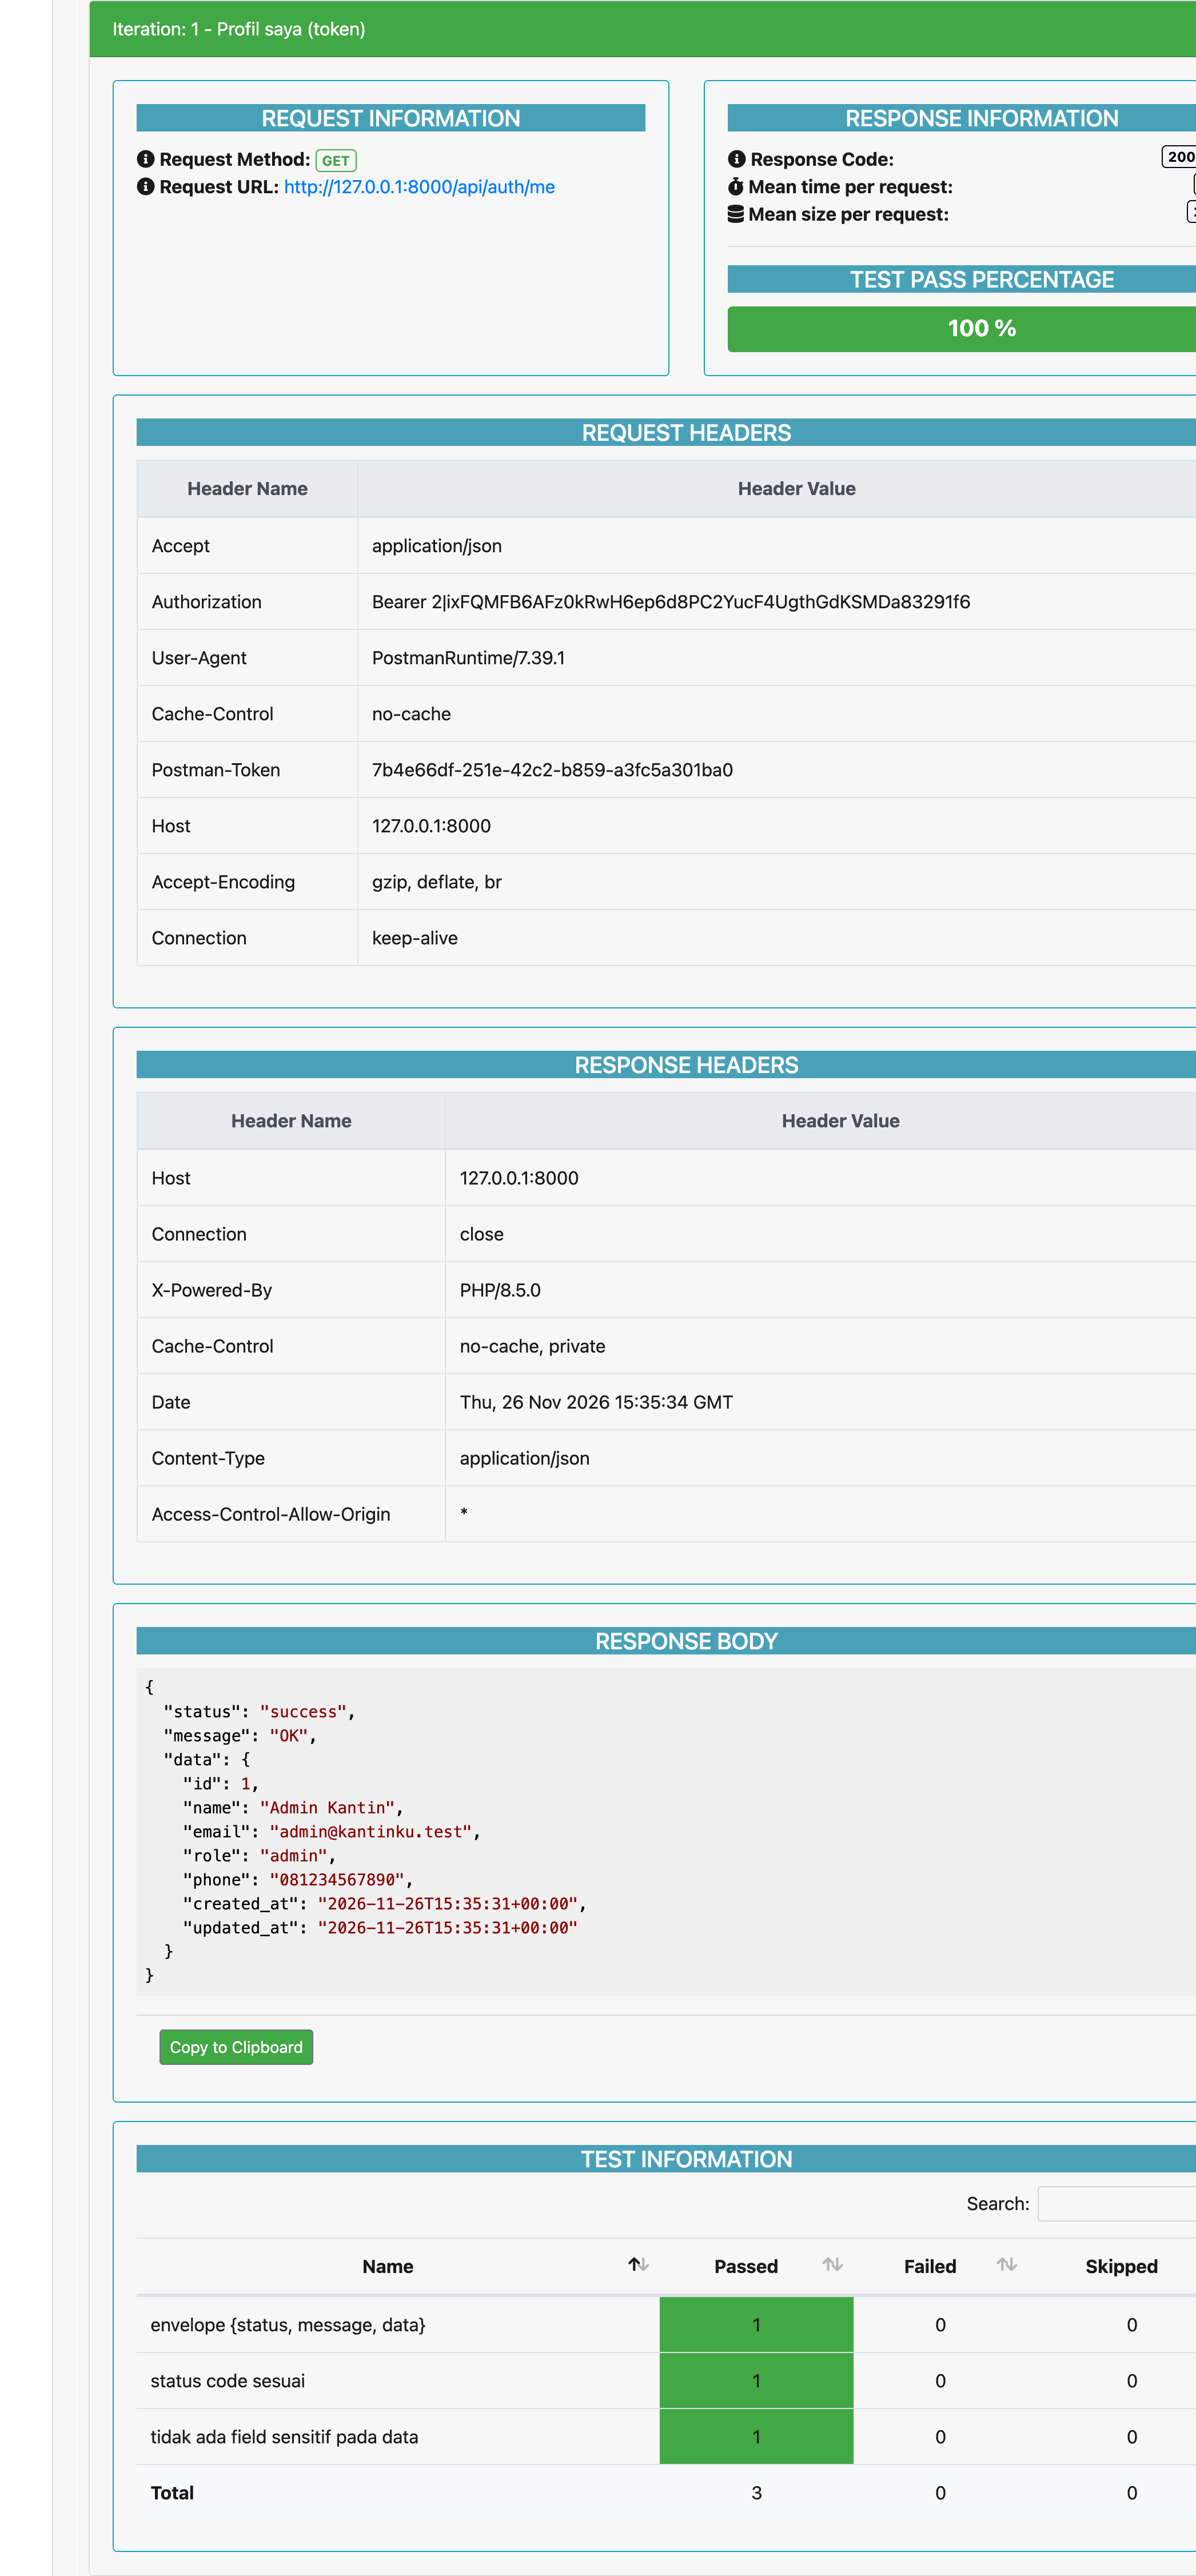 Iteration: 1 - Profil saya (token)
REQUEST INFORMATION
Request Method: GET
Request URL: http://127.0.0.1:8000/api/auth/me
RESPONSE INFORMATION
Response Code: 200
Mean time per request:
Mean size per request:
TEST PASS PERCENTAGE
100 %
REQUEST HEADERS
Header Name Header Value
Accept application/json
Authorization Bearer 2|ixFQMFB6AFz0kRwH6ep6d8PC2YucF4UgthGdKSMDa83291f6
User-Agent PostmanRuntime/7.39.1
Cache-Control no-cache
Postman-Token 7b4e66df-251e-42c2-b859-a3fc5a301ba0
Host 127.0.0.1:8000
Accept-Encoding gzip, deflate, br
Connection keep-alive
RESPONSE HEADERS
Header Name Header Value
Host 127.0.0.1:8000
Connection close
X-Powered-By PHP/8.5.0
Cache-Control no-cache, private
Date Thu, 26 Nov 2026 15:35:34 GMT
Content-Type application/json
Access-Control-Allow-Origin *
RESPONSE BODY
{
"status": "success",
"message": "OK",
"data": {
"id": 1,
"name": "Admin Kantin",
"email": "admin@kantinku.test",
"role": "admin",
"phone": "081234567890",
"created_at": "2026-11-26T15:35:31+00:00",
"updated_at": "2026-11-26T15:35:31+00:00"
}
}
Copy to Clipboard
TEST INFORMATION
Search:
Name Passed Failed Skipped
envelope {status, message, data} 1 0 0
status code sesuai 1 0 0
tidak ada field sensitif pada data 1 0 0
Total 3 0 0